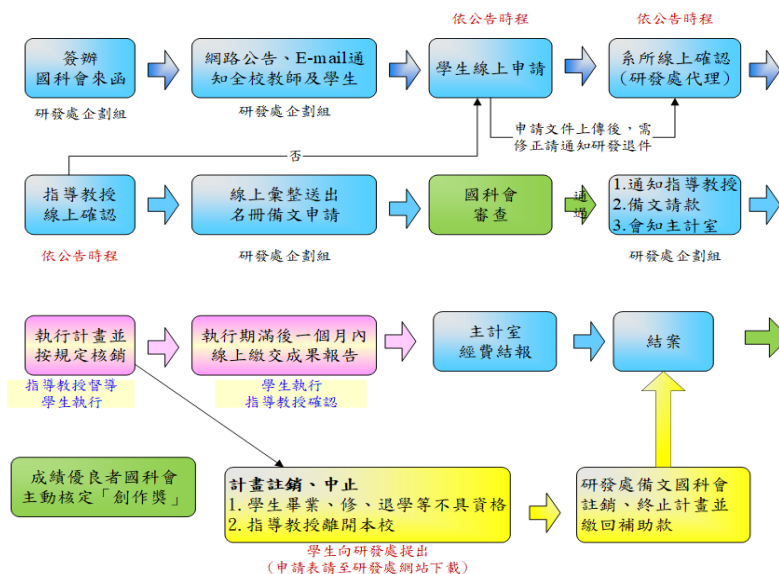 依公告時程
依公告時程
簽辦
國科會來函
網路公告、E-mail通
知全校教師及學生
學生線上申請
系所線上確認
(研發處代理)
研發處企劃組
研發處企劃組
申請文件上傳後，需
修正請通知研發退件
否
指導教授
線上確認
線上彙整送出
名冊備文申請
國科會
審查
通過
1.通知指導教授
2.備文請款
3.會知主計室
依公告時程
研發處企劃組
研發處企劃組
執行計畫並
按規定核銷
執行期滿後一個月內
線上繳交成果報告
主計室
經費結報
結案
指導教授督導
學生執行
學生執行
指導教授確認
成績優良者國科會
主動核定「創作獎」
計畫註銷、中止
1. 學生畢業、修、退學等不具資格
2. 指導教授離開本校
研發處備文國科會
註銷、終止計畫並
繳回補助款
學生向研發處提出
(申請表請至研發處網站下載)